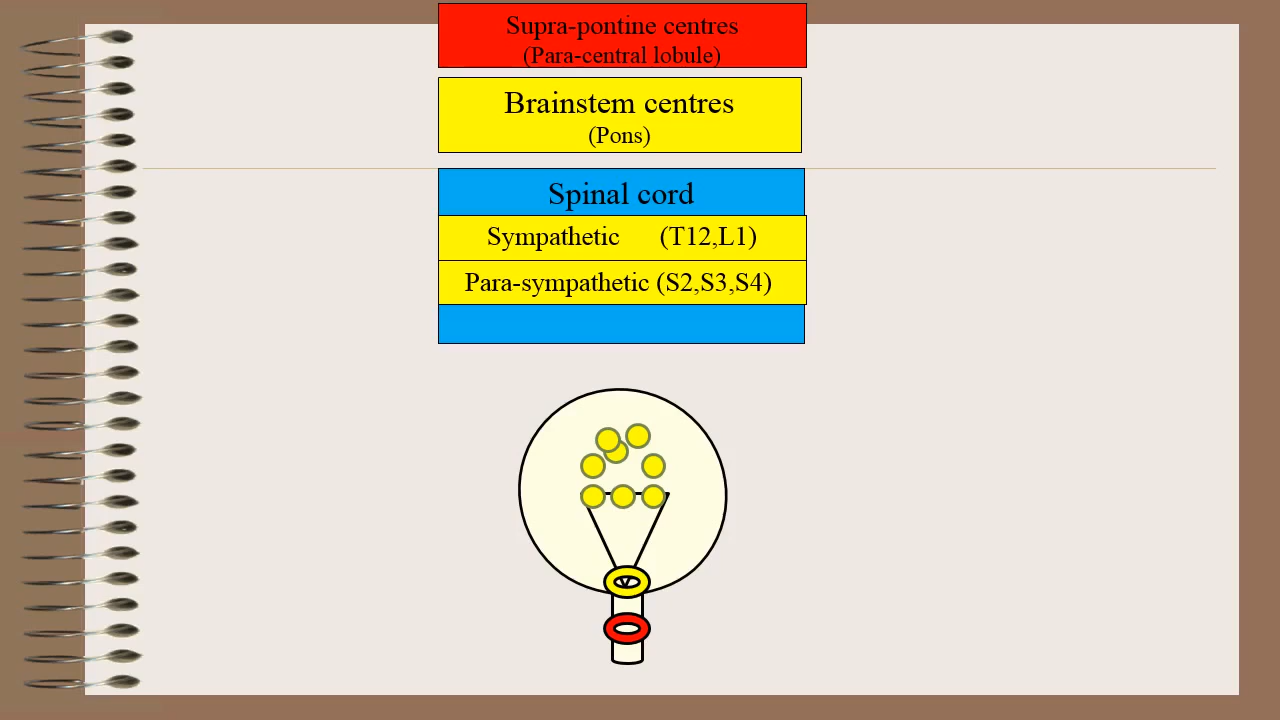 Supra-pontine centres
(Para-central lobule)
Brainstem centres
(Pons)
Spinal cord
Sympathetic (T12,L1)
Para-sympathetic (S2,S3,S4)